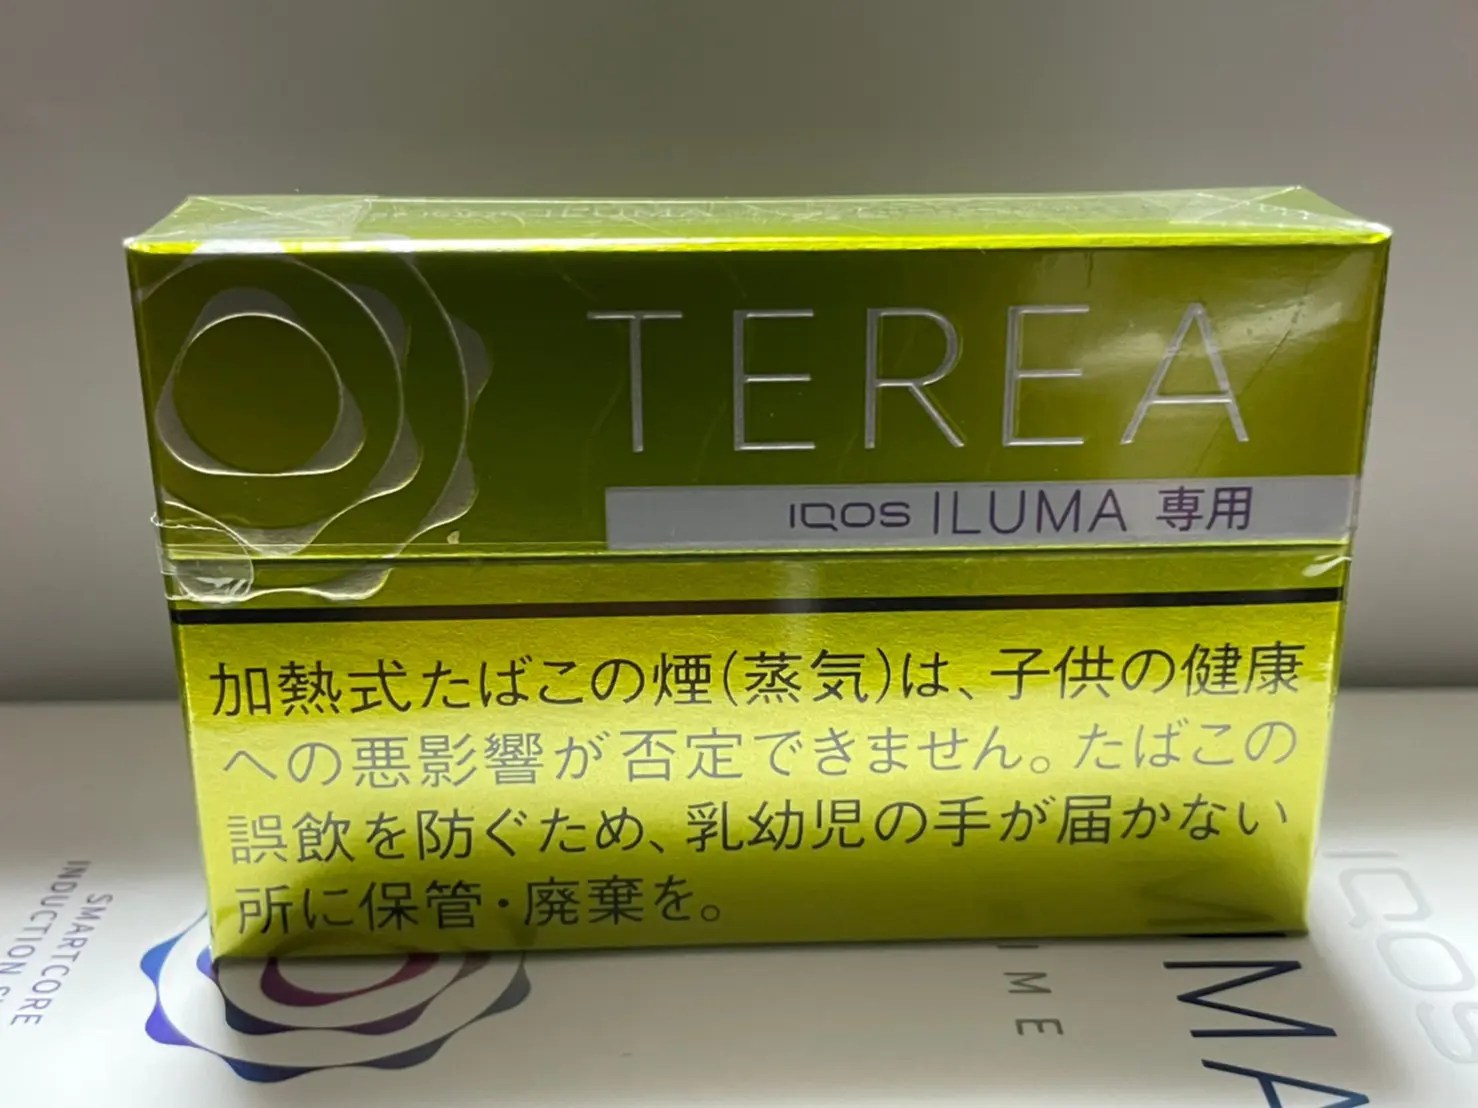 TEREA
IQOS ILUMA 専用
加熱式たばこの煙(蒸気)は、子供の健康
への悪影響が否定できません。たばこの
誤飲を防ぐため、乳幼児の手が届かない
所に保管・廃棄を。
SMARTCORE
INDUCTION
IME
IQOS
MA